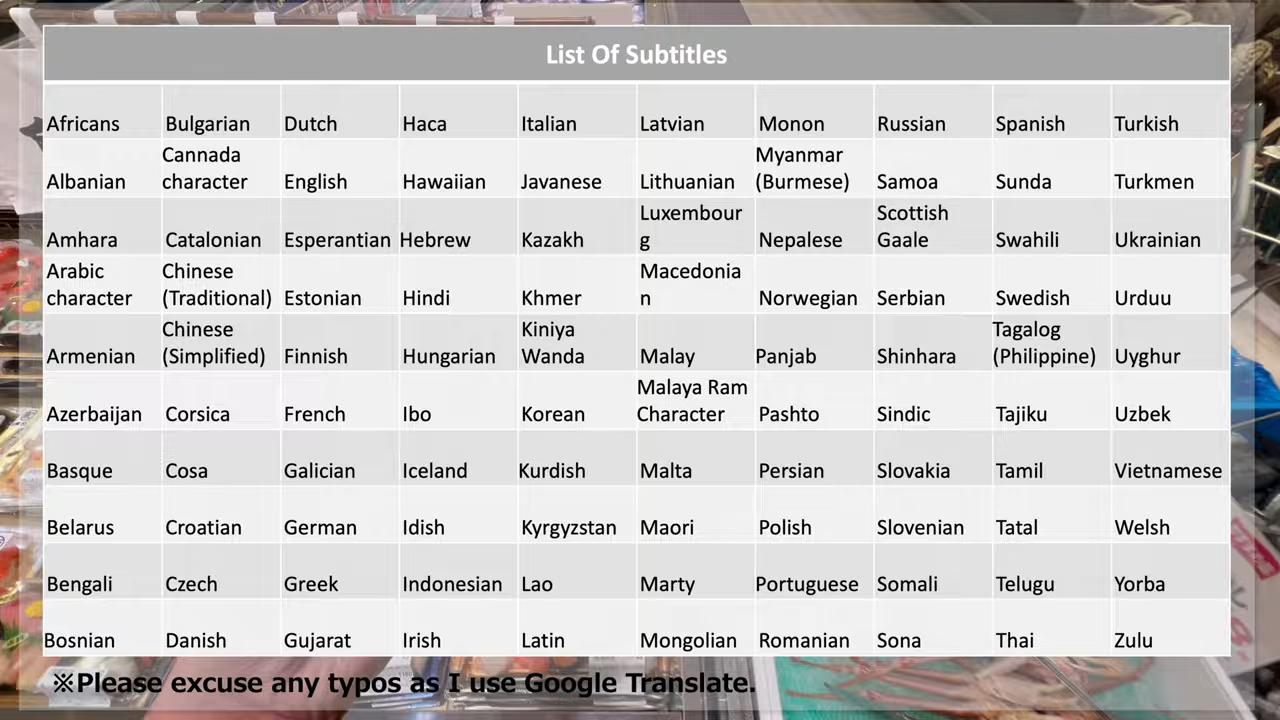 List Of Subtitles
Africans Bulgarian Dutch Haca Italian Latvian Monon Russian Spanish Turkish
Albanian Cannada character English Hawaiian Javanese Lithuanian Myanmar (Burmese) Samoa Sunda Turkmen
Amhara Catalonian Esperantian Hebrew Kazakh Luxembourg Nepalese Scottish Gaale Swahili Ukrainian
Arabic character Chinese (Traditional) Estonian Hindi Khmer Macedonian Norwegian Serbian Swedish Urduu
Armenian Chinese (Simplified) Finnish Hungarian Kiniya Wanda Malay Panjab Shinhara Tagalog (Philippine) Uyghur
Azerbaijan Corsica French Ibo Korean Malaya Ram Character Pashto Sindic Tajiku Uzbek
Basque Cosa Galician Iceland Kurdish Malta Persian Slovakia Tamil Vietnamese
Belarus Croatian German Idish Kyrgyzstan Maori Polish Slovenian Tatal Welsh
Bengali Czech Greek Indonesian Lao Marty Portuguese Somali Telugu Yorba
Bosnian Danish Gujarat Irish Latin Mongolian Romanian Sona Thai Zulu
※Please excuse any typos as I use Google Translate.